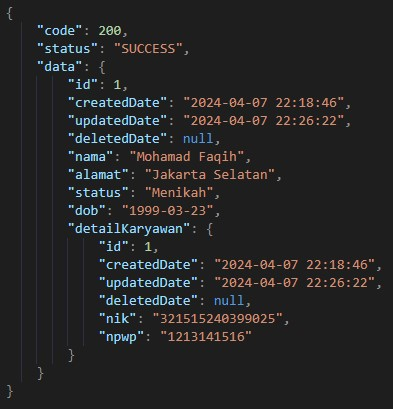 {
"code": 200,
"status": "SUCCESS",
"data": {
"id": 1,
"createdDate": "2024-04-07 22:18:46",
"updatedDate": "2024-04-07 22:26:22",
"deletedDate": null,
"nama": "Mohamad Faqih",
"alamat": "Jakarta Selatan",
"status": "Menikah",
"dob": "1999-03-23",
"detailKaryawan": {
"id": 1,
"createdDate": "2024-04-07 22:18:46",
"updatedDate": "2024-04-07 22:26:22",
"deletedDate": null,
"nik": "321515240399025",
"npwp": "1213141516"
}
}
}